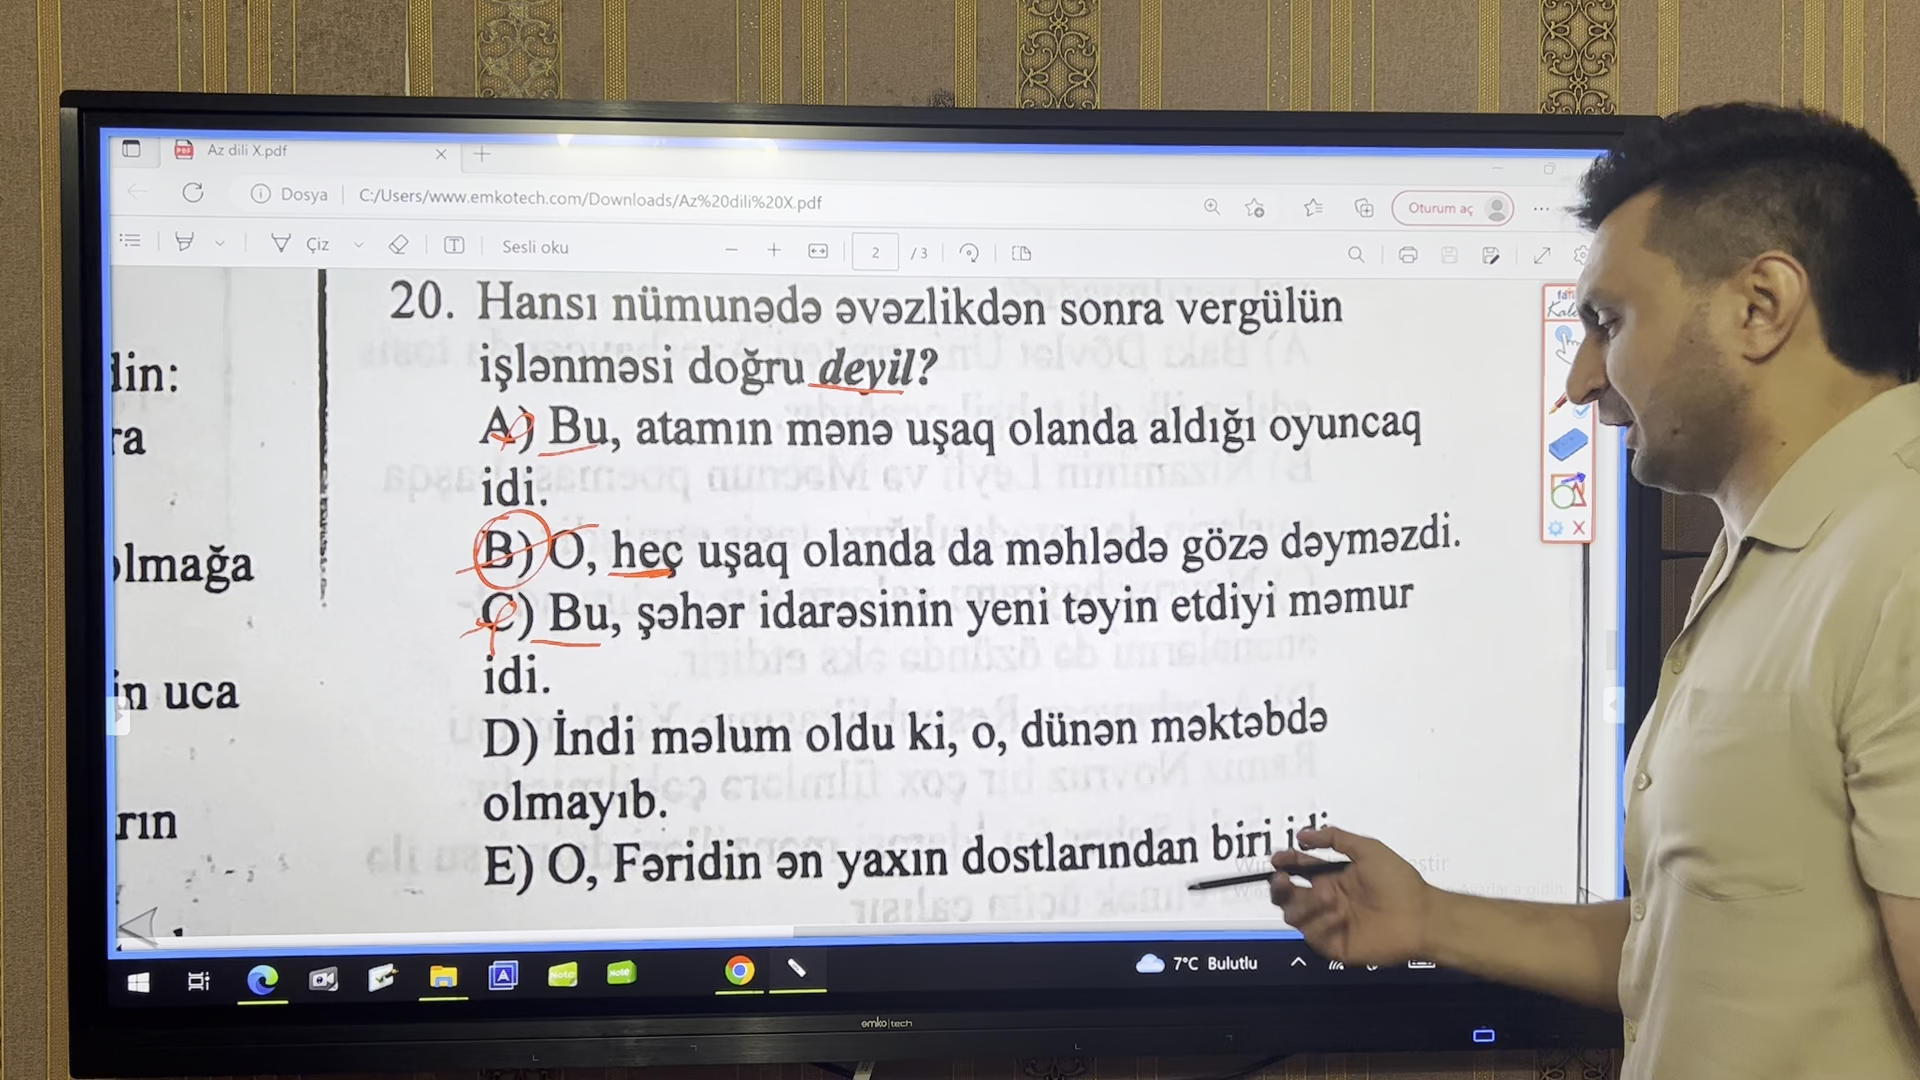 Az dili X.pdf
Dosya
C:/Users/www.emkotech.com/Downloads/Az%20dili%20X.pdf
Oturum aç
Çiz
Sesli oku
2
/ 3
20. Hansı nümunədə əvəzlikdən sonra vergülün
işlənməsi doğru deyil?
A) Bu, atamın mənə uşaq olanda aldığı oyuncaq
idi.
B) O, heç uşaq olanda da məhlədə gözə dəyməzdi.
C) Bu, şəhər idarəsinin yeni təyin etdiyi məmur
idi.
D) İndi məlum oldu ki, o, dünən məktəbdə
olmayıb.
E) O, Fəridin ən yaxın dostlarından biri idi
din:
ra
olmağa
in uca
rın
7°C Bulutlu
emko|tech